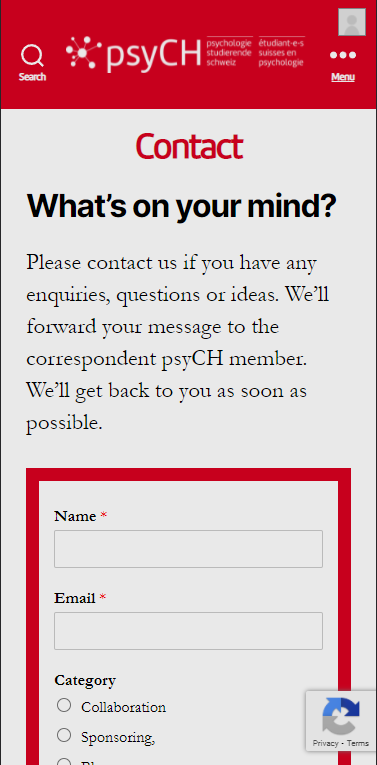 Search
psyCH
psychologie
studierende
schweiz
étudiant-e-s
suisses en
psychologie
Menu
Contact
What's on your mind?
Please contact us if you have any
enquiries, questions or ideas. We'll
forward your message to the
correspondent psyCH member.
We'll get back to you as soon as
possible.
Name *
Email *
Category
Collaboration
Sponsoring,
Privacy - Terms